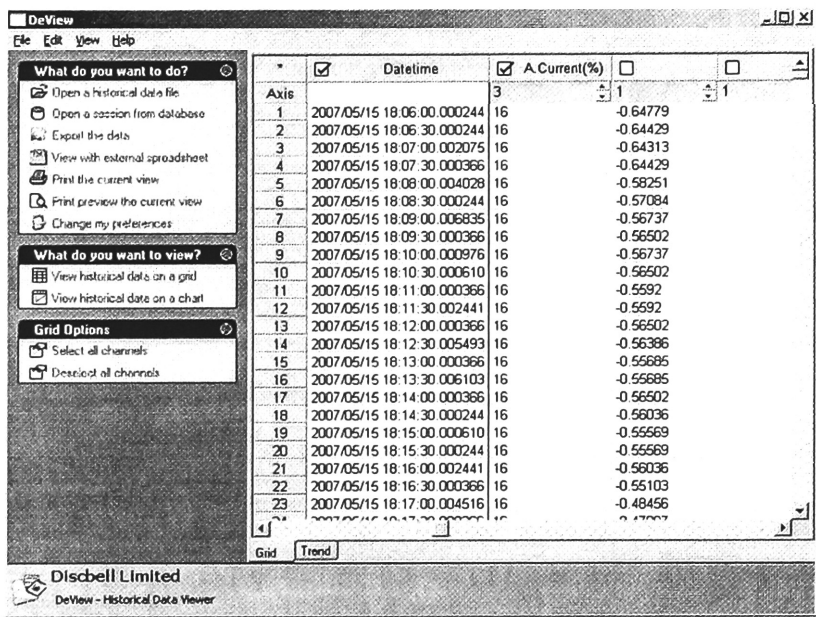 DeView
File Edit View Help
What do you want to do?
Open a historical data file
Open a session from database
Export the data
View with external spreadsheet
Print the current view
Print preview the current view
Change my preferences
What do you want to view?
View historical data on a grid
View historical data on a chart
Grid Options
Select all channels
Deselect all channels
* Datetime A.Current(%)
Axis 3 1 1
1 2007/05/15 18:06:00.000244 16 -0.64779
2 2007/05/15 18:06:30.000244 16 -0.64429
3 2007/05/15 18:07:00.002075 16 -0.64313
4 2007/05/15 18:07:30.000366 16 -0.64429
5 2007/05/15 18:08:00.004028 16 -0.58251
6 2007/05/15 18:08:30.000244 16 -0.57084
7 2007/05/15 18:09:00.006835 16 -0.56737
8 2007/05/15 18:09:30.000366 16 -0.56502
9 2007/05/15 18:10:00.000976 16 -0.56737
10 2007/05/15 18:10:30.000610 16 -0.56502
11 2007/05/15 18:11:00.000366 16 -0.5592
12 2007/05/15 18:11:30.002441 16 -0.5592
13 2007/05/15 18:12:00.000366 16 -0.56502
14 2007/05/15 18:12:30.005493 16 -0.56386
15 2007/05/15 18:13:00.000366 16 -0.55685
16 2007/05/15 18:13:30.006103 16 -0.55685
17 2007/05/15 18:14:00.000366 16 -0.56502
18 2007/05/15 18:14:30.000244 16 -0.56036
19 2007/05/15 18:15:00.000610 16 -0.55569
20 2007/05/15 18:15:30.000244 16 -0.55569
21 2007/05/15 18:16:00.002441 16 -0.56036
22 2007/05/15 18:16:30.000366 16 -0.55103
23 2007/05/15 18:17:00.004516 16 -0.48456
Grid Trend
Discbell Limited
DeView - Historical Data Viewer